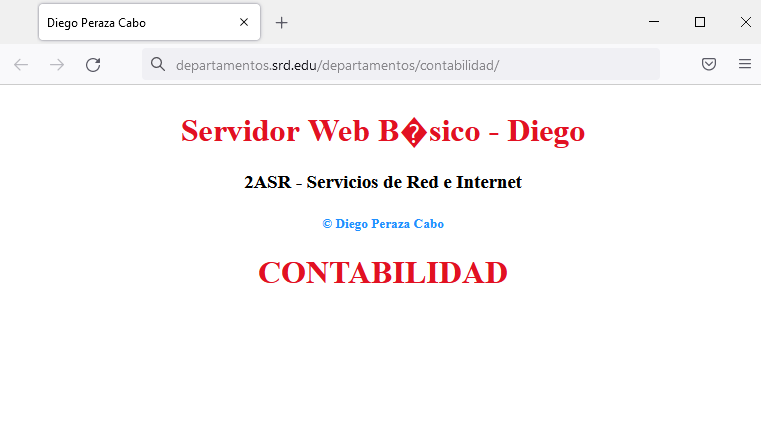 Diego Peraza Cabo
departamentos.srd.edu/departamentos/contabilidad/
Servidor Web B�sico - Diego
2ASR - Servicios de Red e Internet
© Diego Peraza Cabo
CONTABILIDAD